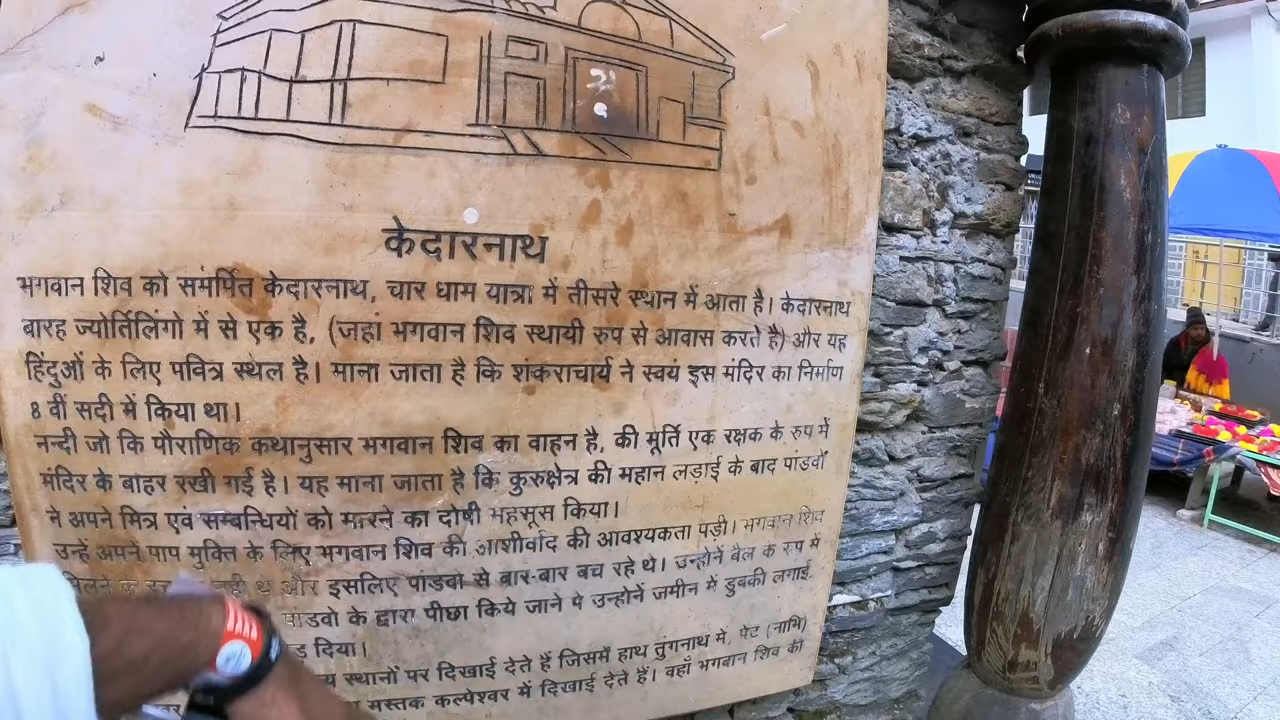 केदारनाथ
भगवान शिव को समर्पित केदारनाथ, चार धाम यात्रा में तीसरे स्थान में आता है। केदारनाथ
बारह ज्योर्तिलिंगो में से एक है, (जहां भगवान शिव स्थायी रुप से आवास करते है) और यह
हिंदुओं के लिए पवित्र स्थल है। माना जाता है कि शंकराचार्य ने स्वयं इस मंदिर का निर्माण
8 वीं सदी में किया था।
नन्दी जो कि पौराणिक कथानुसार भगवान शिव का वाहन है, की मूर्ति एक रक्षक के रुप में
मंदिर के बाहर रखी गई है। यह माना जाता है कि कुरुक्षेत्र की महान लड़ाई के बाद पांडवों
ने अपने मित्र एवं सम्बन्धियों को मारने का दोषी महसूस किया।
उन्हें अपने पाप मुक्ति के लिए भगवान शिव की आशीर्वाद की आवश्यकता पड़ी। भगवान शिव
और इसलिए पांडवों से बार-बार बच रहे थे। उन्होनें बैल के रुप में
पांडवो के द्वारा पीछा किये जाने पे उन्होनें जमीन में डुबकी लगाई,
दिया।
स्थानों पर दिखाई देते हैं जिसमें हाथ तुंगनाथ में, पेट (नाभि)
मस्तक कल्पेश्वर में दिखाई देते हैं। वहाँ भगवान शिव की